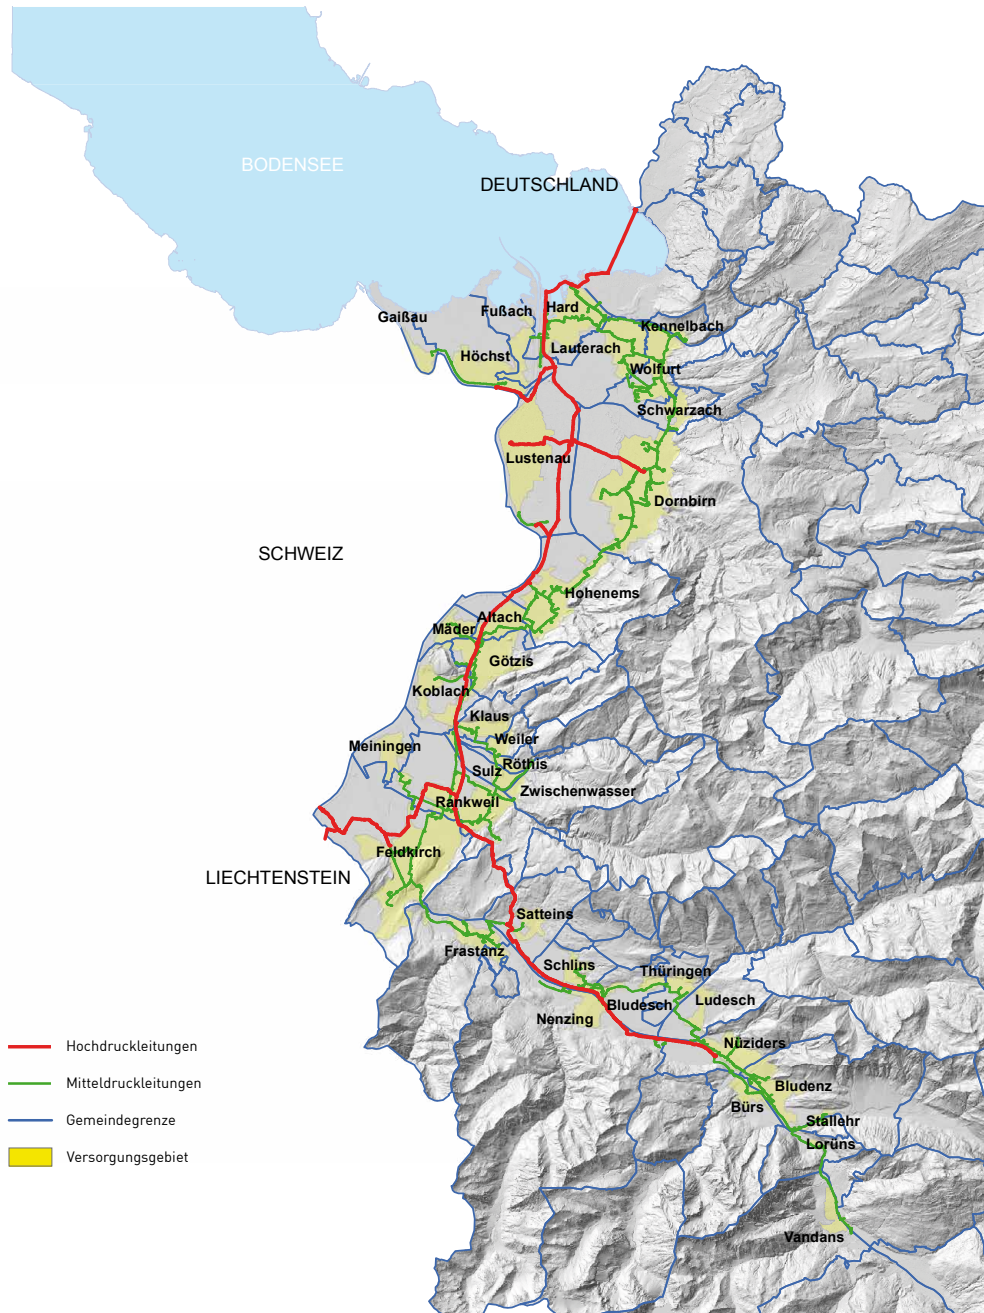 BODENSEE
DEUTSCHLAND
Gaißau
Fußach
Hard
Kennelbach
Höchst
Lauterach
Wolfurt
Schwarzach
Lustenau
Dornbirn
SCHWEIZ
Hohenems
Altach
Mäder
Götzis
Koblach
Klaus
Weiler
Meiningen
Röthis
Sulz
Zwischenwasser
Rankweil
Feldkirch
LIECHTENSTEIN
Satteins
Frastanz
Schlins
Thüringen
Ludesch
Bludesch
Nenzing
Nüziders
Bludenz
Bürs
Stallehr
Lorüns
Vandans
Hochdruckleitungen
Mitteldruckleitungen
Gemeindegrenze
Versorgungsgebiet